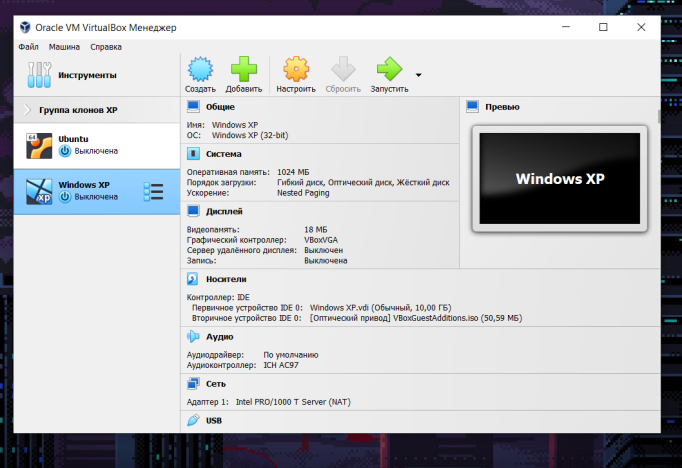 Oracle VM VirtualBox Менеджер
Файл Машина Справка
Инструменты
Создать Добавить Настроить Сбросить Запустить
Группа клонов XP
64
Ubuntu
Выключена
XP
Windows XP
Выключена
Общие
Имя: Windows XP
ОС: Windows XP (32-bit)
Система
Оперативная память: 1024 МБ
Порядок загрузки: Гибкий диск, Оптический диск, Жёсткий диск
Ускорение: Nested Paging
Дисплей
Видеопамять: 18 МБ
Графический контроллер: VBoxVGA
Сервер удалённого дисплея: Выключен
Запись: Выключена
Превью
Windows XP
Носители
Контроллер: IDE
Первичное устройство IDE 0: Windows XP.vdi (Обычный, 10,00 ГБ)
Вторичное устройство IDE 0: [Оптический привод] VBoxGuestAdditions.iso (50,59 МБ)
Аудио
Аудиодрайвер: По умолчанию
Аудиоконтроллер: ICH AC97
Сеть
Адаптер 1: Intel PRO/1000 T Server (NAT)
USB